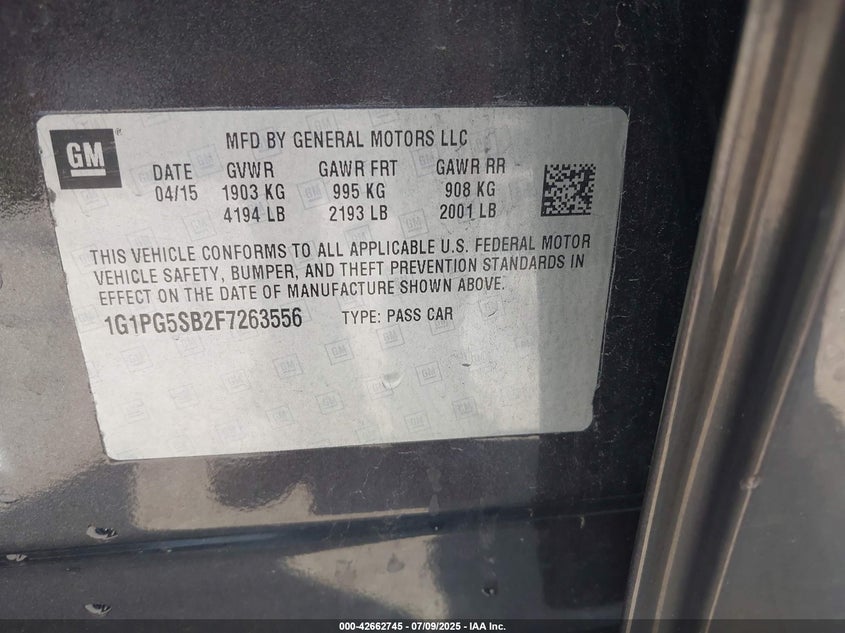 GM
MFD BY GENERAL MOTORS LLC
DATE GVWR GAWR FRT GAWR RR
04/15 1903 KG 995 KG 908 KG
4194 LB 2193 LB 2001 LB
THIS VEHICLE CONFORMS TO ALL APPLICABLE U.S. FEDERAL MOTOR
VEHICLE SAFETY, BUMPER, AND THEFT PREVENTION STANDARDS IN
EFFECT ON THE DATE OF MANUFACTURE SHOWN ABOVE.
1G1PG5SB2F7263556 TYPE: PASS CAR
000-42662745 - 07/09/2025 - IAA Inc.